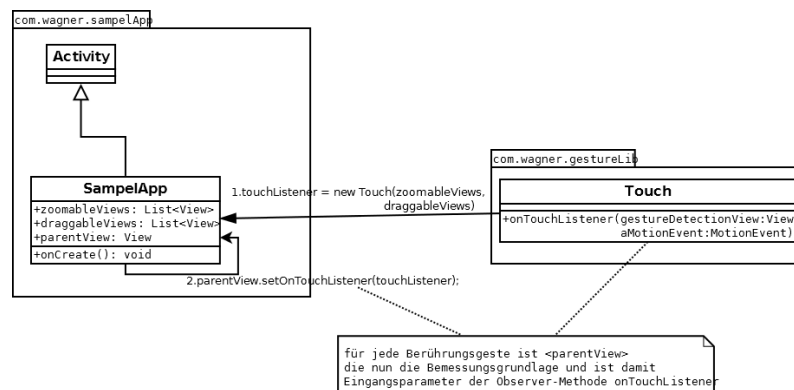 com.wagner.sampelApp
Activity
SampelApp
+zoomableViews: List<View>
+draggableViews: List<View>
+parentView: View
+onCreate(): void
1.touchListener = new Touch(zoomableViews,
draggableViews)
2.parentView.setOnTouchListener(touchListener);
com.wagner.gestureLib
Touch
+onTouchListener(gestureDetectionView:View
aMotionEvent:MotionEvent)
für jede Berührungsgeste ist <parentView>
die nun die Bemessungsgrundlage und ist damit
Eingangsparameter der Observer-Methode onTouchListener